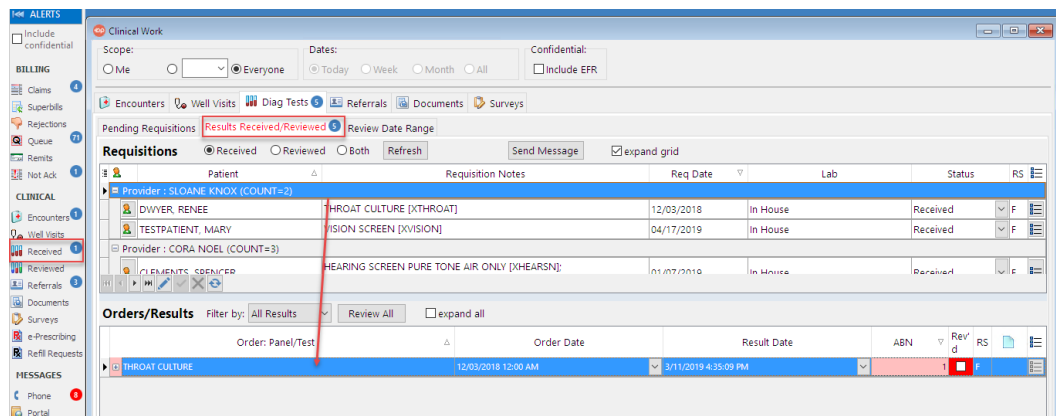 ALERTS
Include
confidential
BILLING
Claims 4
Superbills
Rejections
Queue 71
Remits
Not Ack 1
CLINICAL
Encounters 1
Well Visits
Received 1
Reviewed
Referrals 3
Documents
Surveys
e-Prescribing
Refill Requests
MESSAGES
Phone 8
Portal
Clinical Work
Scope: Dates: Confidential:
Me Everyone Today Week Month All Include EFR
Encounters Well Visits Diag Tests 5 Referrals Documents Surveys
Pending Requisitions Results Received/Reviewed 5 Review Date Range
Requisitions Received Reviewed Both Refresh Send Message expand grid
Patient Requisition Notes Req Date Lab Status RS
Provider : SLOANE KNOX (COUNT=2)
DWYER, RENEE THROAT CULTURE [XTHROAT] 12/03/2018 In House Received F
TESTPATIENT, MARY VISION SCREEN [XVISION] 04/17/2019 In House Received F
Provider : CORA NOEL (COUNT=3)
CLEMENTS, SPENCER HEARING SCREEN PURE TONE AIR ONLY [XHEARSN]; 01/07/2019 In House Received F
Orders/Results Filter by: All Results Review All expand all
Order: Panel/Test Order Date Result Date ABN Rev'd RS
THROAT CULTURE 12/03/2018 12:00 AM 3/11/2019 4:35:09 PM 1 F